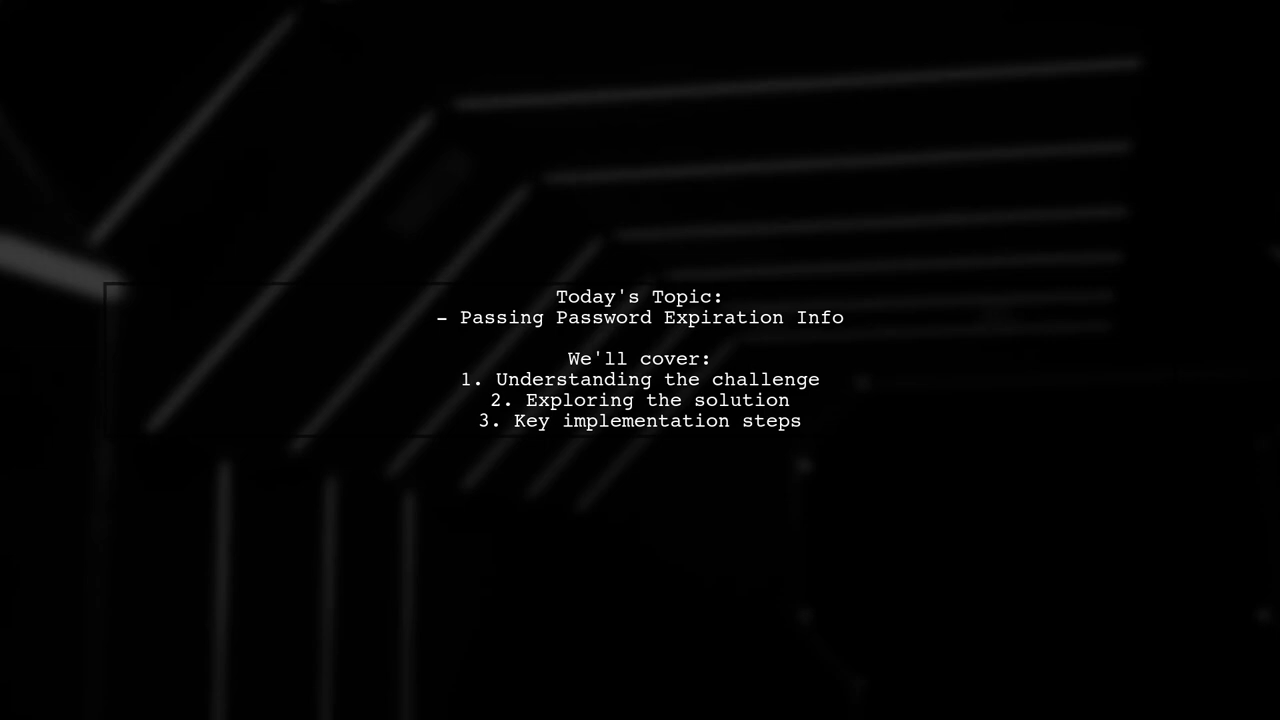 Today's Topic:
- Passing Password Expiration Info
We'll cover:
1. Understanding the challenge
2. Exploring the solution
3. Key implementation steps